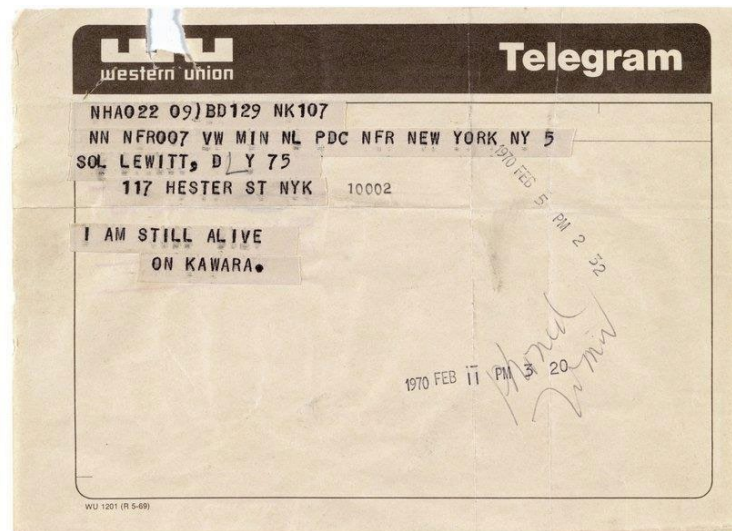 western union
Telegram
NHA022 09)BD129 NK107
NN NFR007 VW MIN NL PDC NFR NEW YORK NY 5
SOL LEWITT, DLY 75
117 HESTER ST NYK 10002
1970 FEB 5 PM 2 32
I AM STILL ALIVE
ON KAWARA.
phoned
1970 FEB 11 PM 3 20
WU 1201 (R 5-69)